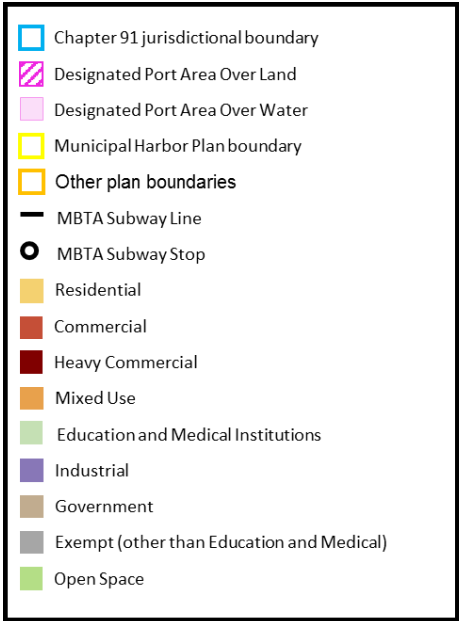 Chapter 91 jurisdictional boundary
Designated Port Area Over Land
Designated Port Area Over Water
Municipal Harbor Plan boundary
Other plan boundaries
MBTA Subway Line
MBTA Subway Stop
Residential
Commercial
Heavy Commercial
Mixed Use
Education and Medical Institutions
Industrial
Government
Exempt (other than Education and Medical)
Open Space